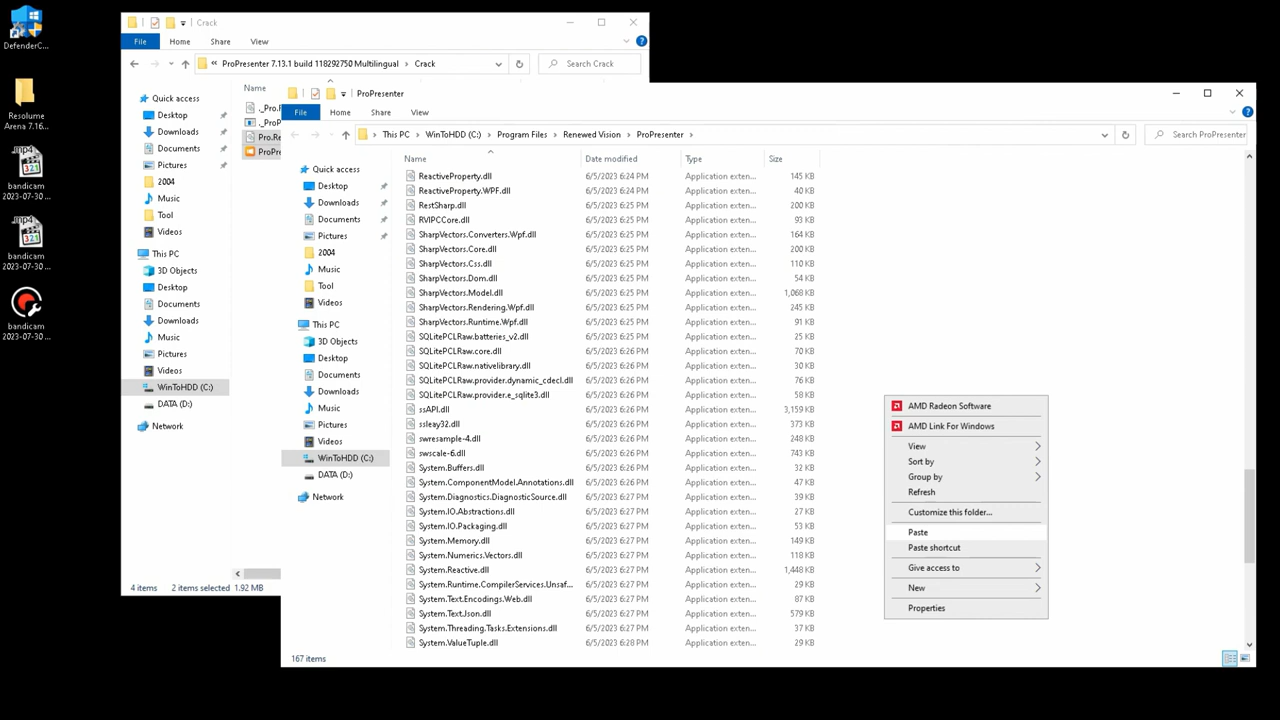 DefenderC...
Resolume
Arena 7.16...
bandicam
2023-07-30 ...
bandicam
2023-07-30 ...
bandicam
2023-07-30 ...
Crack
File Home Share View
ProPresenter 7.13.1 build 118292750 Multilingual Crack
Search Crack
Quick access
Desktop
Downloads
Documents
Pictures
2004
Music
Tool
Videos
This PC
3D Objects
Desktop
Documents
Downloads
Music
Pictures
Videos
WinToHDD (C:)
DATA (D:)
Network
Name
._Pro.R
._ProP
Pro.Re
ProPre
4 items 2 items selected 1.92 MB
ProPresenter
File Home Share View
This PC WinToHDD (C:) Program Files Renewed Vision ProPresenter
Search ProPresenter
Quick access
Desktop
Downloads
Documents
Pictures
2004
Music
Tool
Videos
This PC
3D Objects
Desktop
Documents
Downloads
Music
Pictures
Videos
WinToHDD (C:)
DATA (D:)
Network
Name Date modified Type Size
ReactiveProperty.dll 6/5/2023 6:24 PM Application exten... 145 KB
ReactiveProperty.WPF.dll 6/5/2023 6:24 PM Application exten... 40 KB
RestSharp.dll 6/5/2023 6:25 PM Application exten... 200 KB
RVIPCCore.dll 6/5/2023 6:25 PM Application exten... 93 KB
SharpVectors.Converters.Wpf.dll 6/5/2023 6:25 PM Application exten... 164 KB
SharpVectors.Core.dll 6/5/2023 6:25 PM Application exten... 200 KB
SharpVectors.Css.dll 6/5/2023 6:25 PM Application exten... 110 KB
SharpVectors.Dom.dll 6/5/2023 6:25 PM Application exten... 54 KB
SharpVectors.Model.dll 6/5/2023 6:25 PM Application exten... 1,068 KB
SharpVectors.Rendering.Wpf.dll 6/5/2023 6:25 PM Application exten... 245 KB
SharpVectors.Runtime.Wpf.dll 6/5/2023 6:25 PM Application exten... 91 KB
SQLitePCLRaw.batteries_v2.dll 6/5/2023 6:25 PM Application exten... 25 KB
SQLitePCLRaw.core.dll 6/5/2023 6:25 PM Application exten... 70 KB
SQLitePCLRaw.nativelibrary.dll 6/5/2023 6:26 PM Application exten... 30 KB
SQLitePCLRaw.provider.dynamic_cdecl.dll 6/5/2023 6:26 PM Application exten... 76 KB
SQLitePCLRaw.provider.e_sqlite3.dll 6/5/2023 6:26 PM Application exten... 58 KB
ssAPI.dll 6/5/2023 6:26 PM Application exten... 3,159 KB
ssleay32.dll 6/5/2023 6:26 PM Application exten... 373 KB
swresample-4.dll 6/5/2023 6:26 PM Application exten... 248 KB
swscale-6.dll 6/5/2023 6:26 PM Application exten... 743 KB
System.Buffers.dll 6/5/2023 6:26 PM Application exten... 32 KB
System.ComponentModel.Annotations.dll 6/5/2023 6:26 PM Application exten... 47 KB
System.Diagnostics.DiagnosticSource.dll 6/5/2023 6:27 PM Application exten... 39 KB
System.IO.Abstractions.dll 6/5/2023 6:27 PM Application exten... 27 KB
System.IO.Packaging.dll 6/5/2023 6:27 PM Application exten... 53 KB
System.Memory.dll 6/5/2023 6:27 PM Application exten... 149 KB
System.Numerics.Vectors.dll 6/5/2023 6:27 PM Application exten... 118 KB
System.Reactive.dll 6/5/2023 6:27 PM Application exten... 1,448 KB
System.Runtime.CompilerServices.Unsaf... 6/5/2023 6:27 PM Application exten... 29 KB
System.Text.Encodings.Web.dll 6/5/2023 6:27 PM Application exten... 87 KB
System.Text.Json.dll 6/5/2023 6:27 PM Application exten... 579 KB
System.Threading.Tasks.Extensions.dll 6/5/2023 6:27 PM Application exten... 37 KB
System.ValueTuple.dll 6/5/2023 6:28 PM Application exten... 29 KB
167 items
AMD Radeon Software
AMD Link For Windows
View
Sort by
Group by
Refresh
Customize this folder...
Paste
Paste shortcut
Give access to
New
Properties